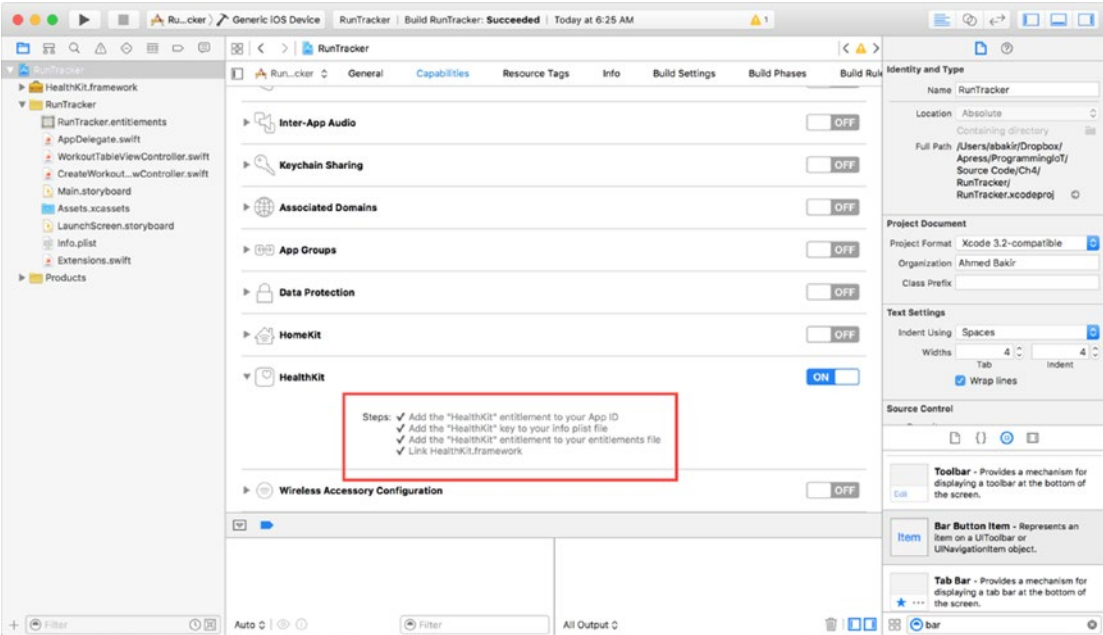 Ru...cker
Generic iOS Device
RunTracker | Build RunTracker: Succeeded | Today at 6:25 AM
1
RunTracker
HealthKit.framework
RunTracker
RunTracker.entitlements
AppDelegate.swift
WorkoutTableViewController.swift
CreateWorkout...wController.swift
Main.storyboard
Assets.xcassets
LaunchScreen.storyboard
Info.plist
Extensions.swift
Products
Filter
RunTracker
Run...cker
General
Capabilities
Resource Tags
Info
Build Settings
Build Phases
Build Rule
Inter-App Audio
OFF
Keychain Sharing
OFF
Associated Domains
OFF
App Groups
OFF
Data Protection
OFF
HomeKit
OFF
HealthKit
ON
Steps: ✔ Add the "HealthKit" entitlement to your App ID
✔ Add the "HealthKit" key to your info plist file
✔ Add the "HealthKit" entitlement to your entitlements file
✔ Link HealthKit.framework
Wireless Accessory Configuration
OFF
Auto
Filter
All Output
Identity and Type
Name RunTracker
Location Absolute
Containing directory
Full Path /Users/abakir/Dropbox/
Apress/ProgrammingIoT/
Source Code/Ch4/
RunTracker/
RunTracker.xcodeproj
Project Document
Project Format Xcode 3.2-compatible
Organization Ahmed Bakir
Class Prefix
Text Settings
Indent Using Spaces
Widths 4 4
Tab Indent
Wrap lines
Source Control
{}
Edit
Toolbar - Provides a mechanism for
displaying a toolbar at the bottom of
the screen.
Item
Bar Button Item - Represents an
item on a UIToolbar or
UINavigationItem object.
Tab Bar - Provides a mechanism for
displaying a tab bar at the bottom of
the screen.
bar